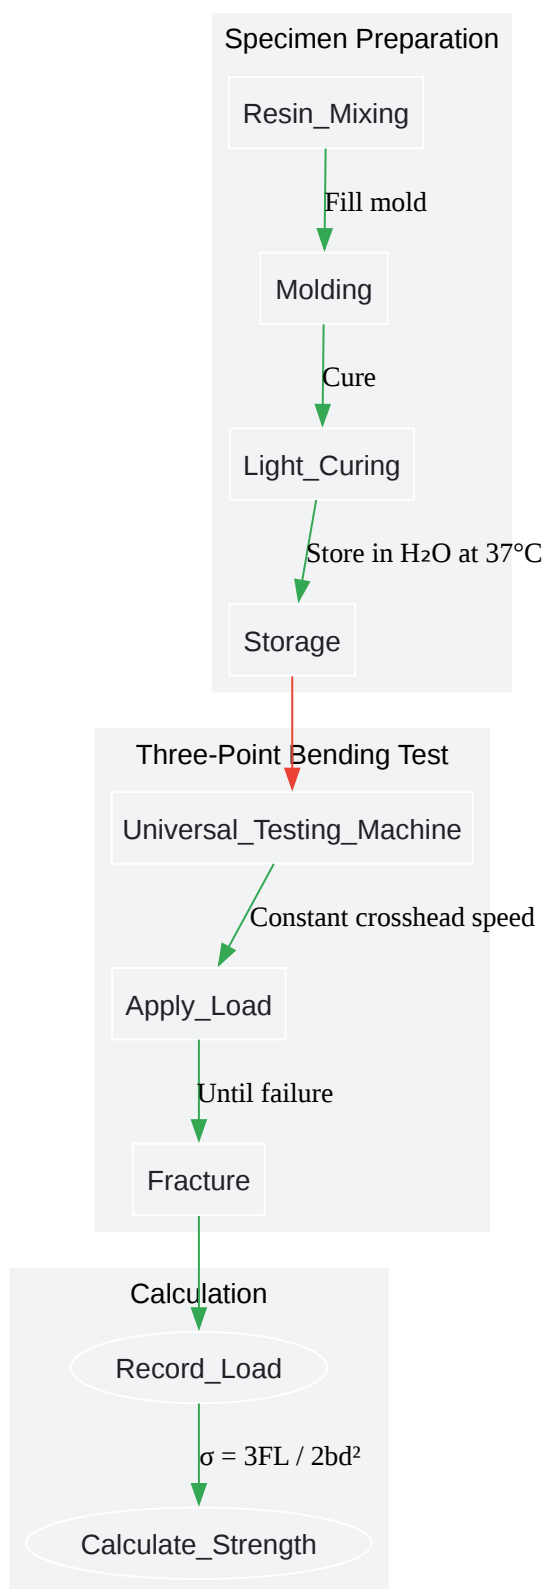 Specimen Preparation
Resin_Mixing
Fill mold
Molding
Cure
Light_Curing
Store in H₂O at 37°C
Storage
Three-Point Bending Test
Universal_Testing_Machine
Constant crosshead speed
Apply_Load
Until failure
Fracture
Calculation
Record_Load
σ = 3FL / 2bd²
Calculate_Strength